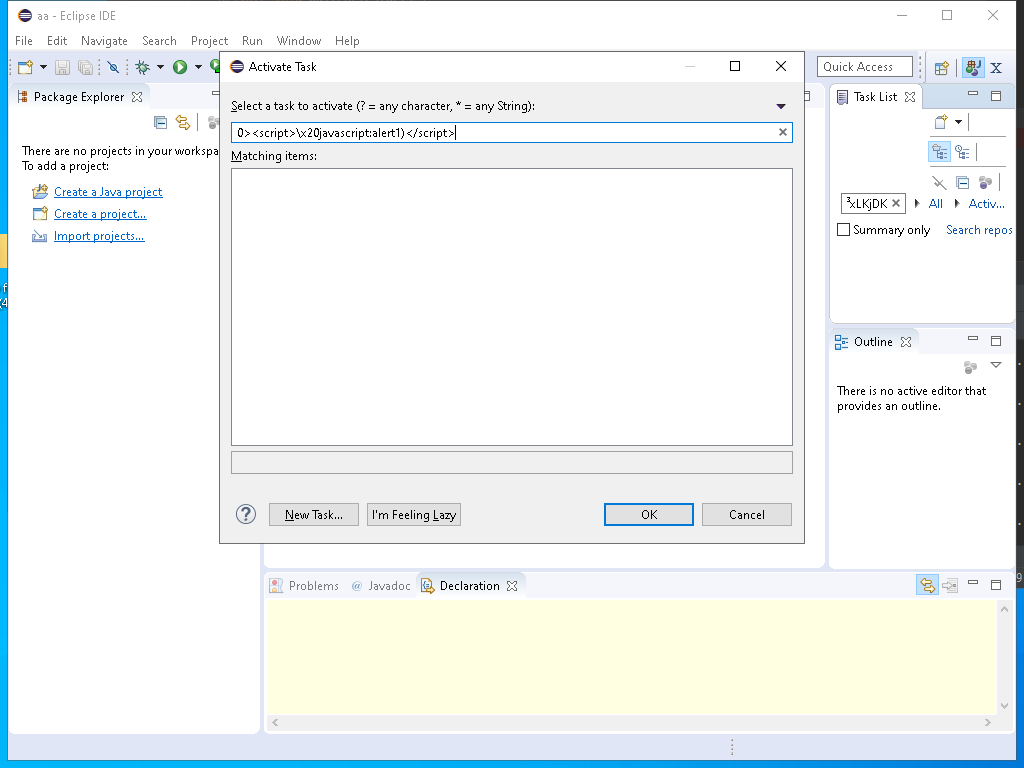 aa - Eclipse IDE
File Edit Navigate Search Project Run Window Help
Quick Access
Package Explorer
There are no projects in your workspa
To add a project:
Create a Java project
Create a project...
Import projects...
Activate Task
Select a task to activate (? = any character, * = any String):
0><script>\x20javascript:alert1)</script>
Matching items:
?
New Task...
I'm Feeling Lazy
OK
Cancel
Task List
³xLKjDK
All
Activ...
Summary only
Search repos
Outline
There is no active editor that
provides an outline.
Problems
@ Javadoc
Declaration